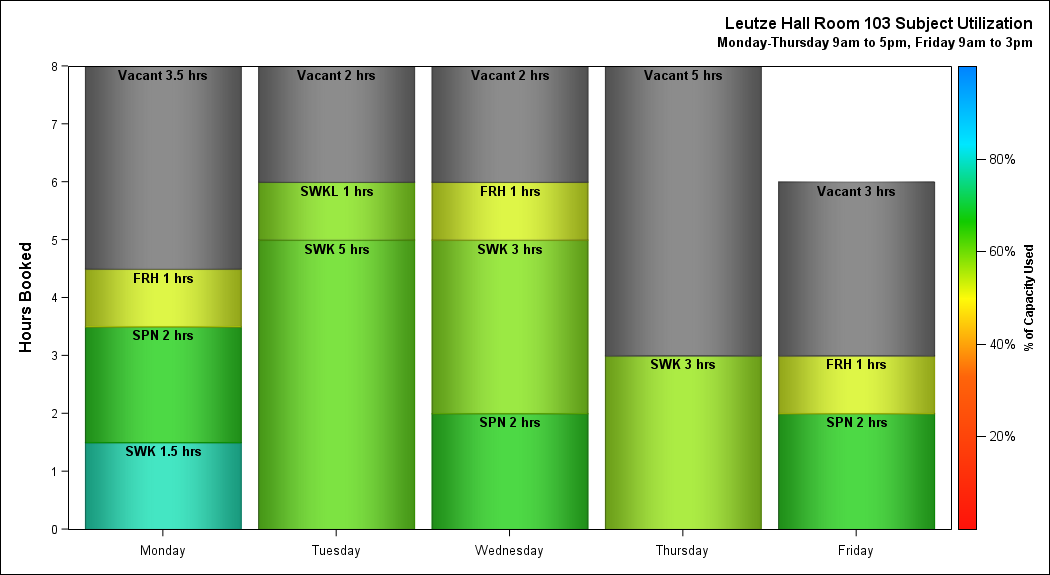 Leutze Hall Room 103 Subject Utilization
Monday-Thursday 9am to 5pm, Friday 9am to 3pm
Hours Booked
8
7
6
5
4
3
2
1
0
Vacant 3.5 hrs
FRH 1 hrs
SPN 2 hrs
SWK 1.5 hrs
Vacant 2 hrs
SWKL 1 hrs
SWK 5 hrs
Vacant 2 hrs
FRH 1 hrs
SWK 3 hrs
SPN 2 hrs
Vacant 5 hrs
SWK 3 hrs
Vacant 3 hrs
FRH 1 hrs
SPN 2 hrs
Monday
Tuesday
Wednesday
Thursday
Friday
80%
60%
40%
20%
% of Capacity Used